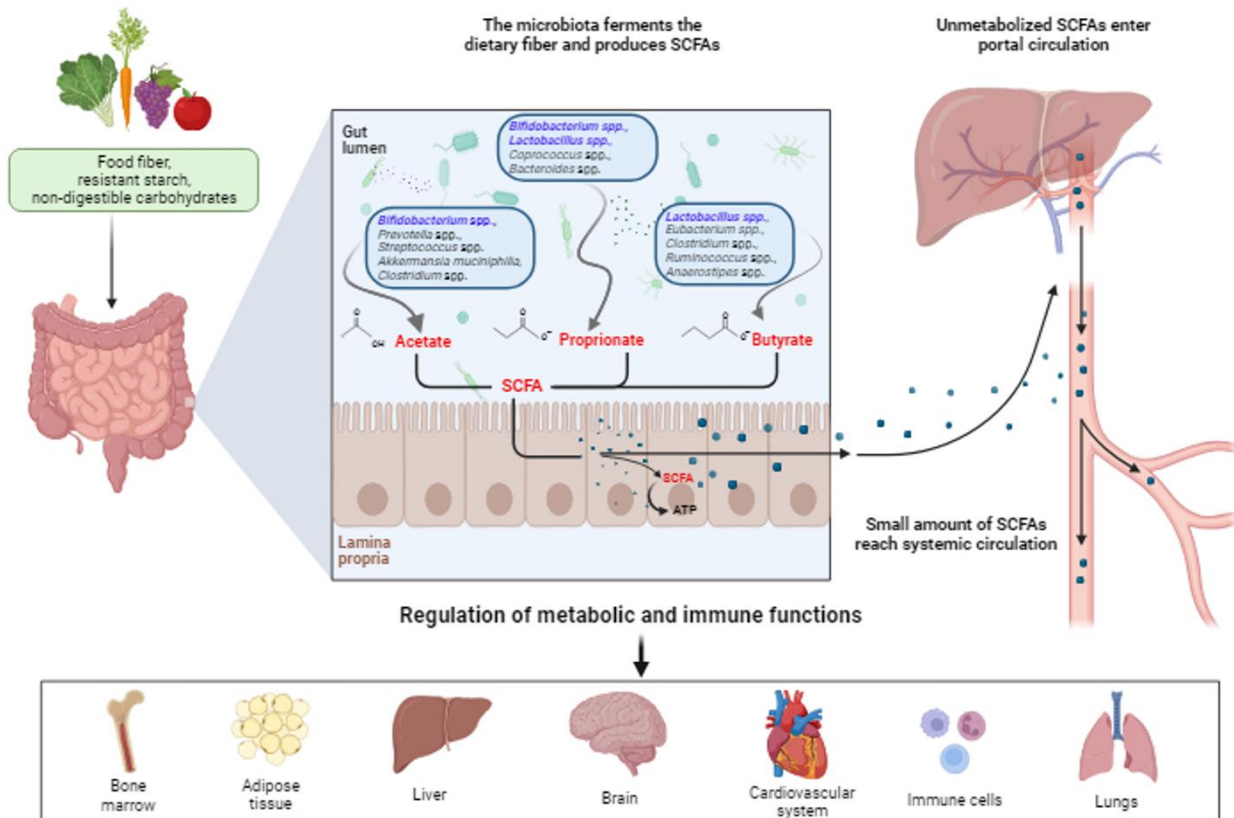 The microbiota ferments the
dietary fiber and produces SCFAs
Unmetabolized SCFAs enter
portal circulation
Food fiber,
resistant starch,
non-digestible carbohydrates
Gut
lumen
Bifidobacterium spp.,
Lactobacillus spp.,
Coprococcus spp.,
Bacteroides spp.
Bifidobacterium spp.,
Prevotella spp.,
Streptococcus spp.
Akkermansia muciniphilla,
Clostridium spp.
Lactobacillus spp.,
Eubacterium spp.,
Clostridium spp.,
Ruminococcus spp.,
Anaerostipes spp.
O
OH
Acetate
O
O-
Proprionate
O
O-
Butyrate
SCFA
SCFA
ATP
Lamina
propria
Small amount of SCFAs
reach systemic circulation
Regulation of metabolic and immune functions
Bone
marrow
Adipose
tissue
Liver
Brain
Cardiovascular
system
Immune cells
Lungs